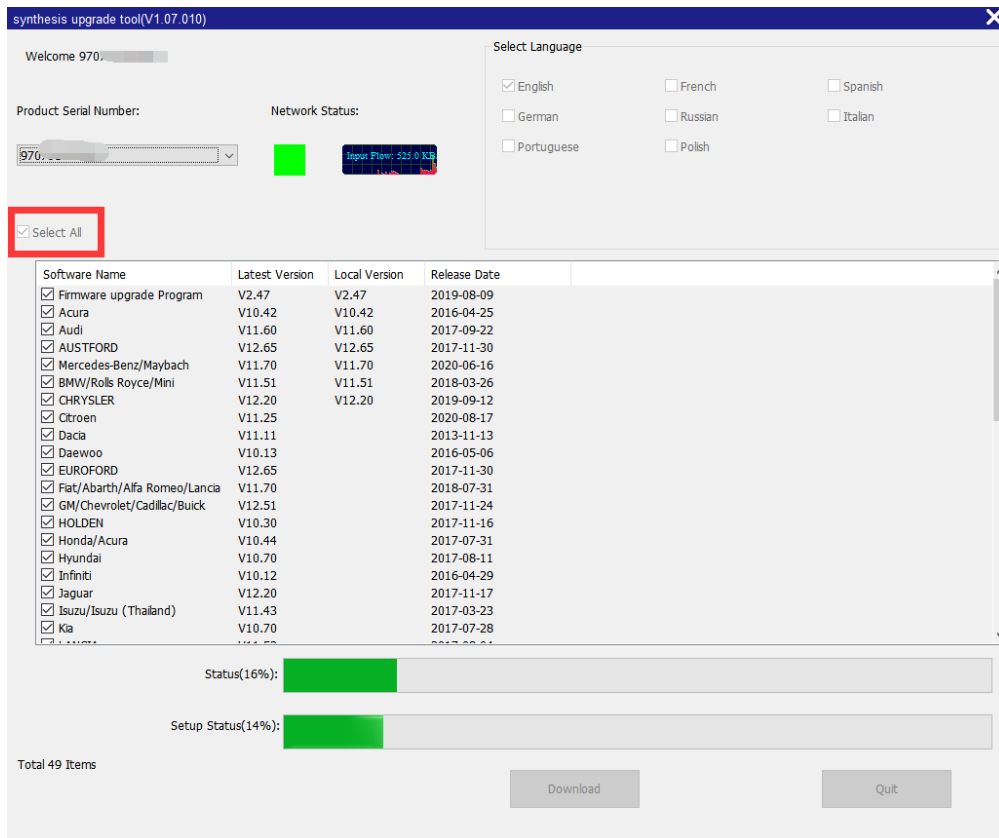 synthesis upgrade tool(V1.07.010)
Welcome 970
Select Language
English French Spanish
German Russian Italian
Portuguese Polish
Product Serial Number: Network Status:
970
Input Flow: 525.0 KB
Select All
Software Name Latest Version Local Version Release Date
Firmware upgrade Program V2.47 V2.47 2019-08-09
Acura V10.42 V10.42 2016-04-25
Audi V11.60 V11.60 2017-09-22
AUSTFORD V12.65 V12.65 2017-11-30
Mercedes-Benz/Maybach V11.70 V11.70 2020-06-16
BMW/Rolls Royce/Mini V11.51 V11.51 2018-03-26
CHRYSLER V12.20 V12.20 2019-09-12
Citroen V11.25 2020-08-17
Dacia V11.11 2013-11-13
Daewoo V10.13 2016-05-06
EUROFORD V12.65 2017-11-30
Fiat/Abarth/Alfa Romeo/Lancia V11.70 2018-07-31
GM/Chevrolet/Cadillac/Buick V12.51 2017-11-24
HOLDEN V10.30 2017-11-16
Honda/Acura V10.44 2017-07-31
Hyundai V10.70 2017-08-11
Infiniti V10.12 2016-04-29
Jaguar V12.20 2017-11-17
Isuzu/Isuzu (Thailand) V11.43 2017-03-23
Kia V10.70 2017-07-28
Status(16%):
Setup Status(14%):
Total 49 Items
Download Quit